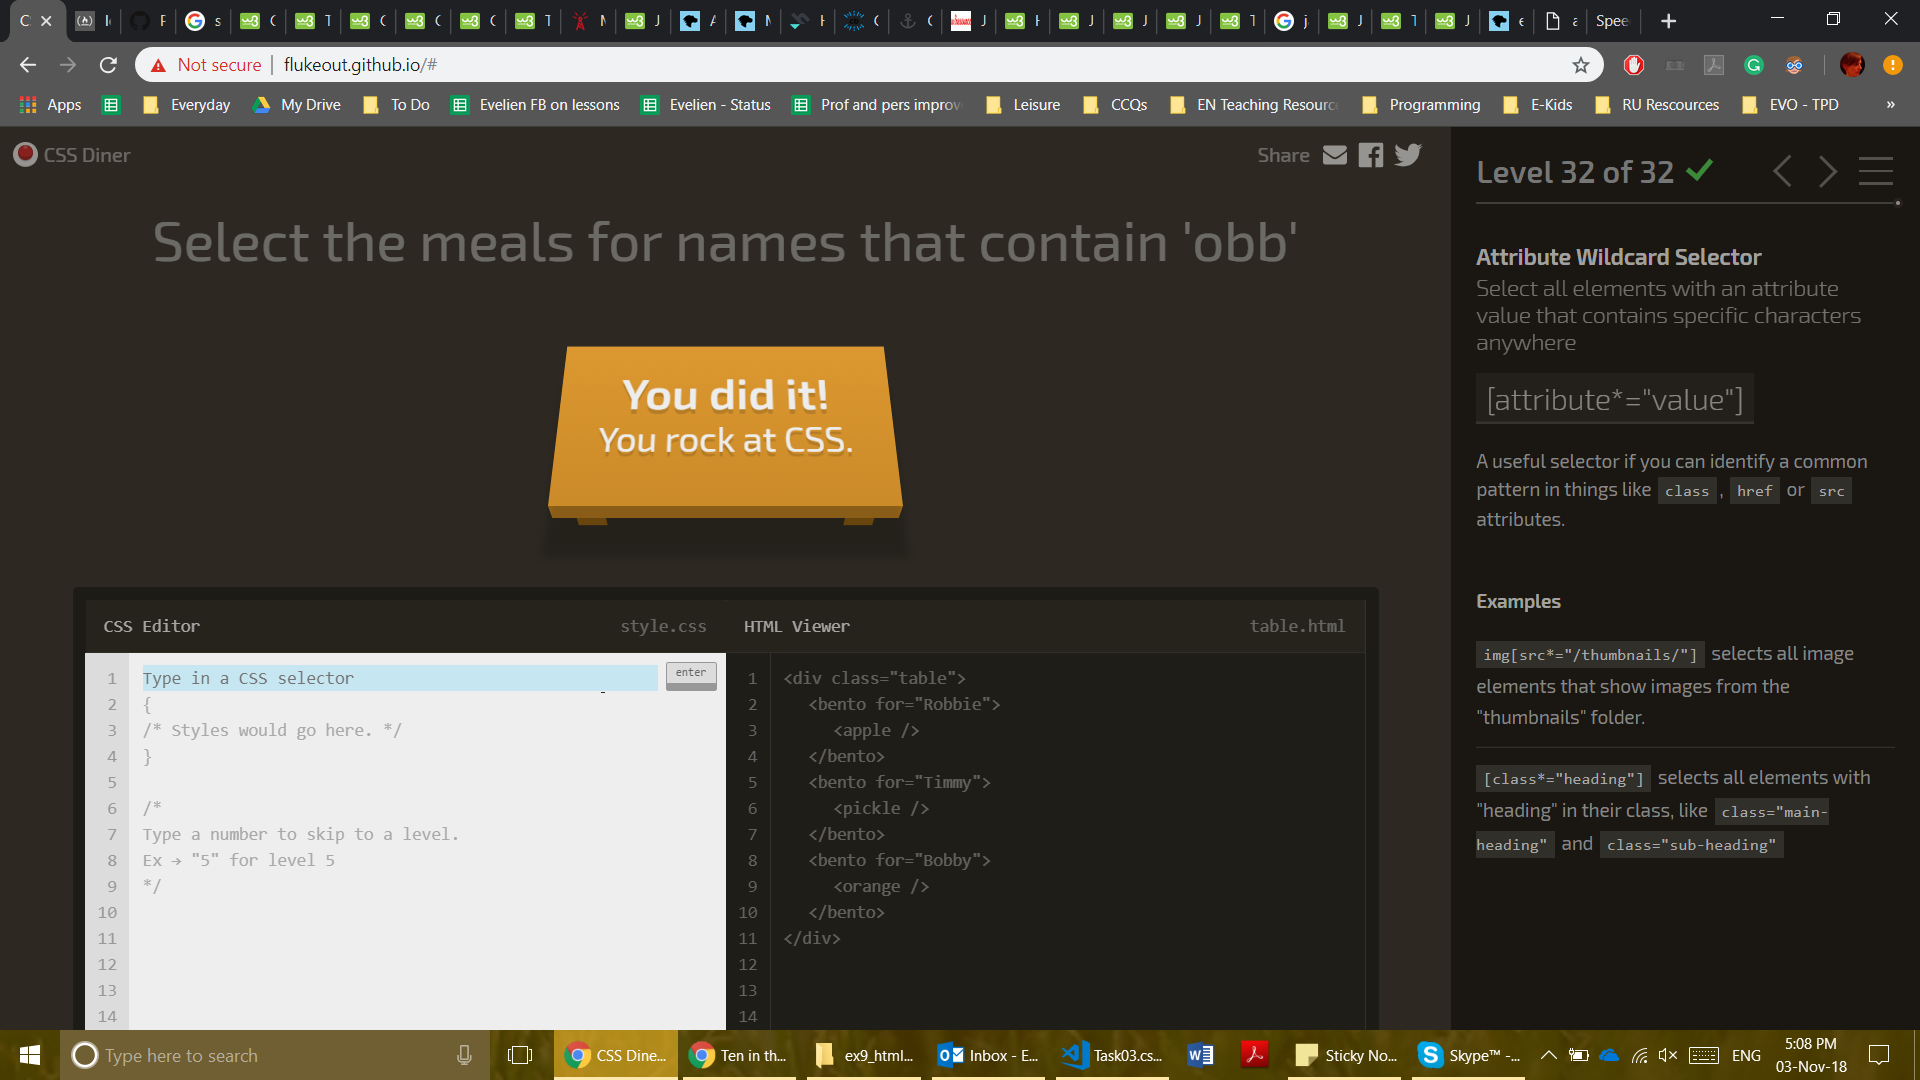 Not secure | flukeout.github.io/#
Apps Everyday My Drive To Do Evelien FB on lessons Evelien - Status Prof and pers improv Leisure CCQs EN Teaching Resourc Programming E-Kids RU Rescources EVO - TPD »
CSS Diner
Share
Select the meals for names that contain 'obb'
You did it!
You rock at CSS.
CSS Editor style.css
1 Type in a CSS selector enter
2 {
3 /* Styles would go here. */
4 }
5
6 /*
7 Type a number to skip to a level.
8 Ex → "5" for level 5
9 */
10
11
12
13
14
HTML Viewer table.html
1 <div class="table">
2 <bento for="Robbie">
3 <apple />
4 </bento>
5 <bento for="Timmy">
6 <pickle />
7 </bento>
8 <bento for="Bobby">
9 <orange />
10 </bento>
11 </div>
12
13
14
Level 32 of 32
Attribute Wildcard Selector
Select all elements with an attribute
value that contains specific characters
anywhere
[attribute*="value"]
A useful selector if you can identify a common
pattern in things like class , href or src
attributes.
Examples
img[src*="/thumbnails/"] selects all image
elements that show images from the
"thumbnails" folder.
[class*="heading"] selects all elements with
"heading" in their class, like class="main-
heading" and class="sub-heading"
Type here to search CSS Dine... Ten in th... ex9_html... Inbox - E... Task03.cs... Sticky No... Skype™ -... ENG 5:08 PM
03-Nov-18